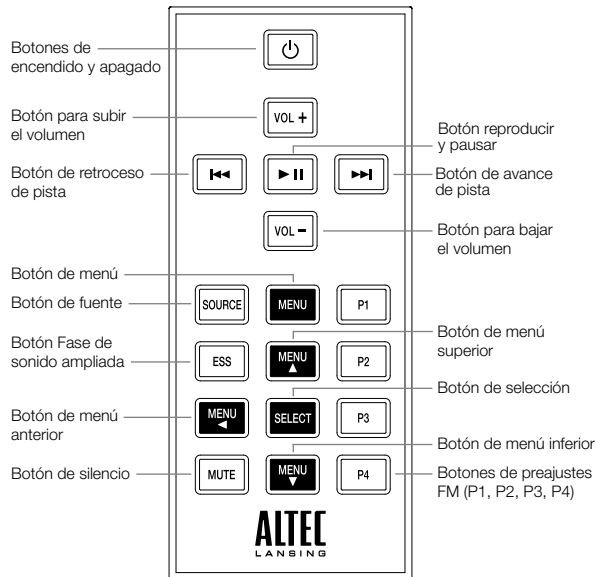 Botones de
encendido y apagado
Botón para subir
el volumen
VOL +
Botón reproducir
y pausar
Botón de retroceso
de pista
Botón de avance
de pista
VOL –
Botón para bajar
el volumen
Botón de menú
Botón de fuente
SOURCE
MENU
P1
Botón Fase de
sonido ampliada
ESS
MENU
P2
Botón de menú
superior
Botón de selección
Botón de menú
anterior
MENU
SELECT
P3
Botón de menú inferior
Botón de silencio
MUTE
MENU
P4
Botones de preajustes
FM (P1, P2, P3, P4)
ALTEC
LANSING